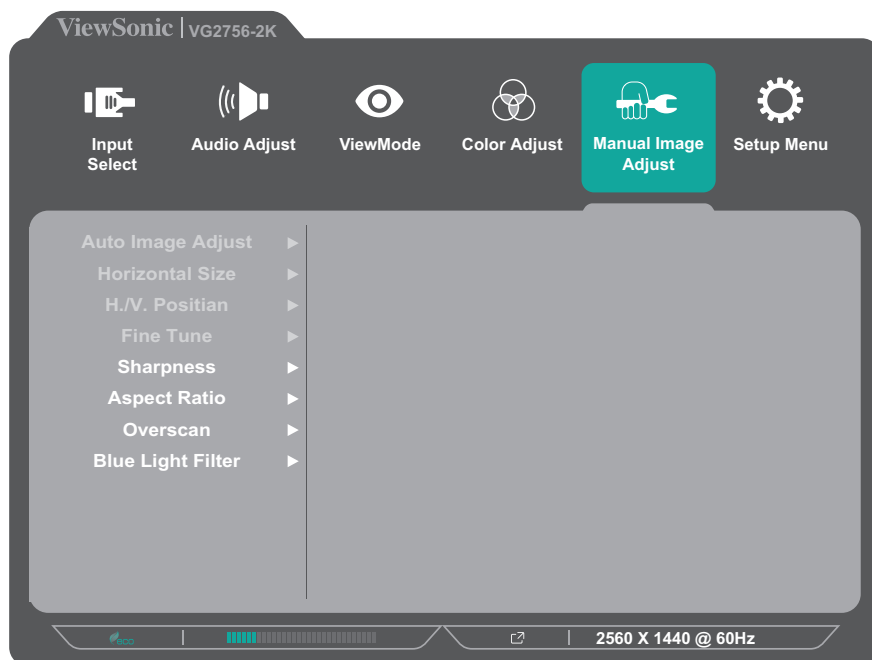 ViewSonic | VG2756-2K
Input Select
Audio Adjust
ViewMode
Color Adjust
Manual Image Adjust
Setup Menu
Auto Image Adjust
Horizontal Size
H./V. Positian
Fine Tune
Sharpness
Aspect Ratio
Overscan
Blue Light Filter
eco
2560 X 1440 @ 60Hz